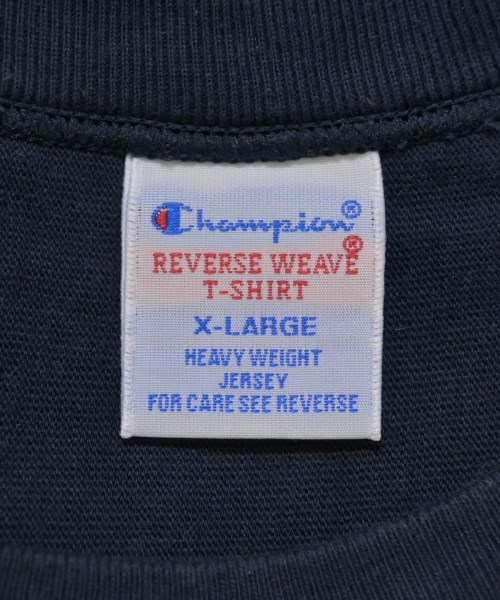 Champion®
REVERSE WEAVE®
T-SHIRT
X-LARGE
HEAVY WEIGHT
JERSEY
FOR CARE SEE REVERSE